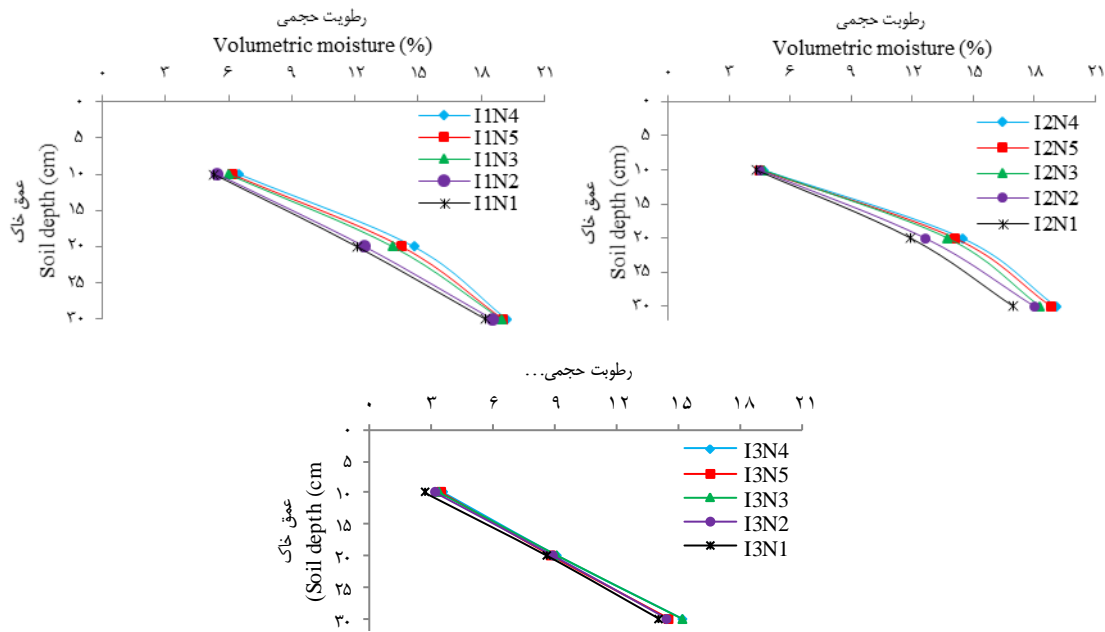 رطوبت حجمی
Volumetric moisture (%)
۰ ۳ ۶ ۹ ۱۲ ۱۵ ۱۸ ۲۱
۰
۵
۱۰
۱۵
۲۰
۲۵
۳۰
عمق خاک
Soil depth (cm)
I1N4
I1N5
I1N3
I1N2
I1N1
رطوبت حجمی
Volumetric moisture (%)
۰ ۳ ۶ ۹ ۱۲ ۱۵ ۱۸ ۲۱
۰
۵
۱۰
۱۵
۲۰
۲۵
۳۰
عمق خاک
Soil depth (cm)
I2N4
I2N5
I2N3
I2N2
I2N1
رطوبت حجمی...
۰ ۳ ۶ ۹ ۱۲ ۱۵ ۱۸ ۲۱
۰
۵
۱۰
۱۵
۲۰
۲۵
۳۰
عمق خاک
(Soil depth (cm
I3N4
I3N5
I3N3
I3N2
I3N1